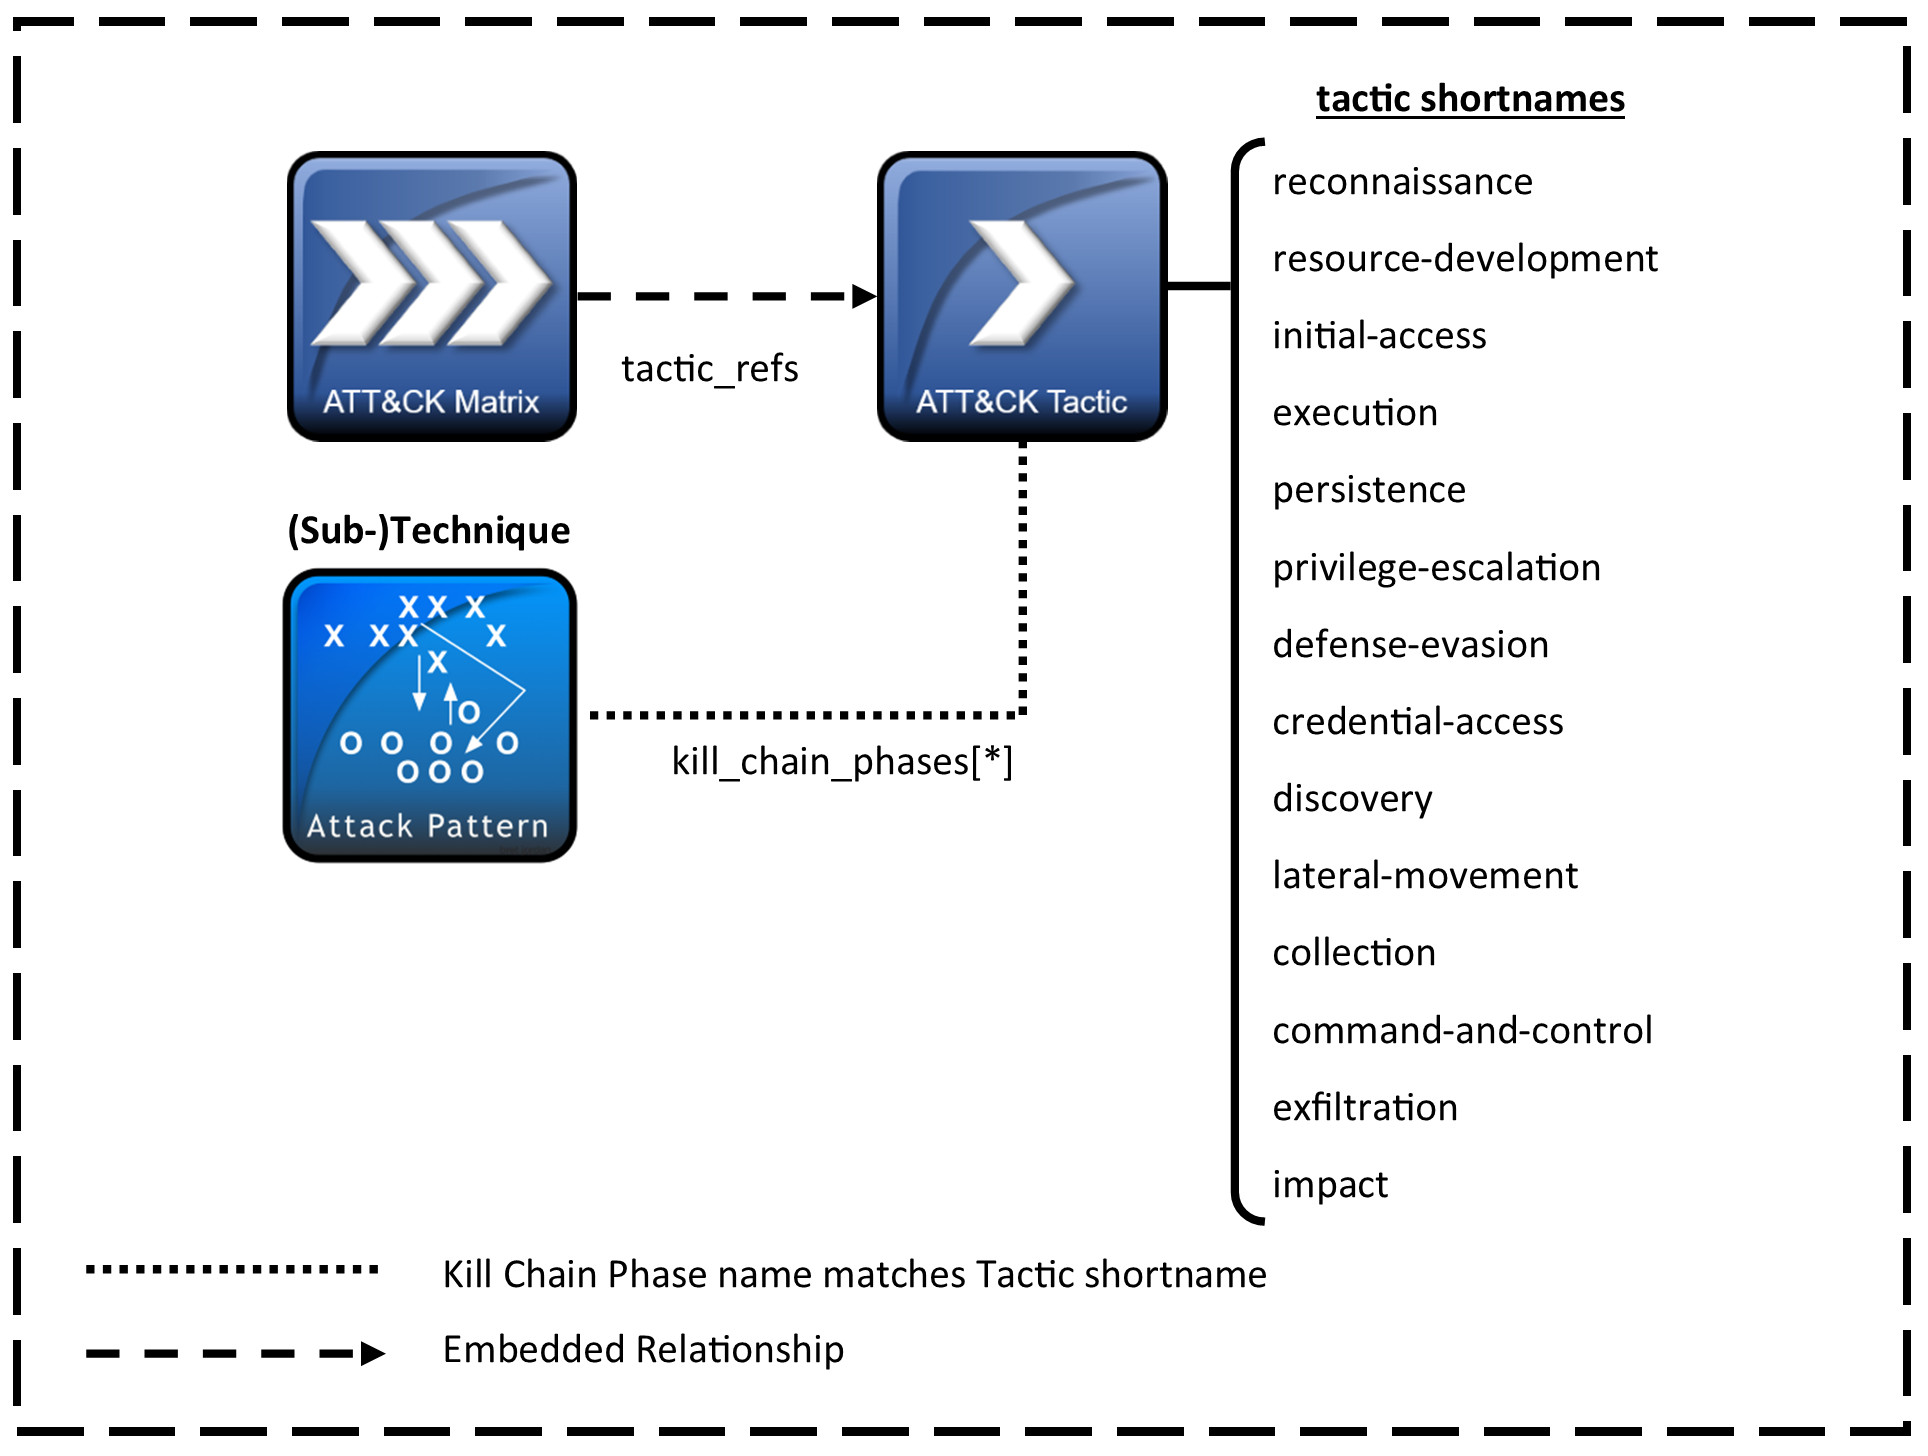 tactic shortnames
ATT&CK Matrix
tactic_refs
ATT&CK Tactic
reconnaissance
resource-development
initial-access
execution
persistence
privilege-escalation
defense-evasion
credential-access
discovery
lateral-movement
collection
command-and-control
exfiltration
impact
(Sub-)Technique
X X X
X X X X
X
O
O O O O
O O O
Attack Pattern
kill_chain_phases[*]
Kill Chain Phase name matches Tactic shortname
Embedded Relationship